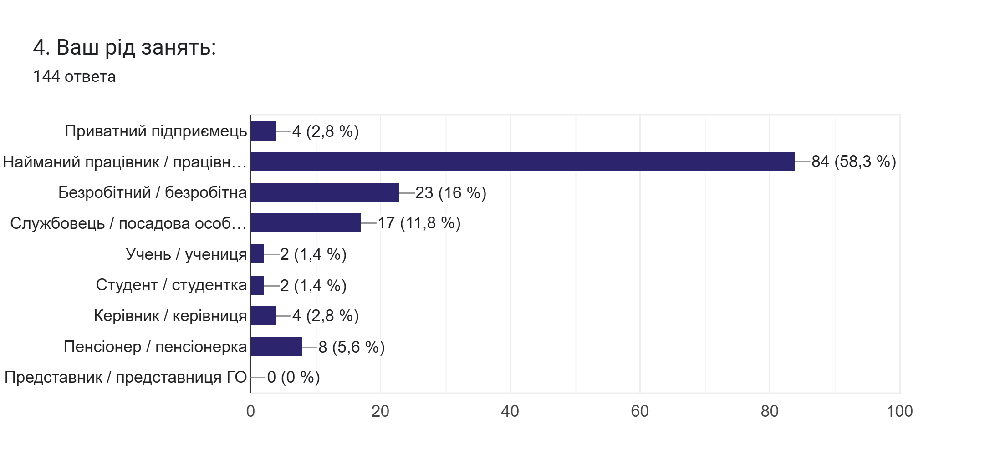 4. Ваш рід занять:
144 ответа
Приватний підприємець 4 (2,8 %)
Найманий працівник / працівн… 84 (58,3 %)
Безробітний / безробітна 23 (16 %)
Службовець / посадова особ… 17 (11,8 %)
Учень / учениця 2 (1,4 %)
Студент / студентка 2 (1,4 %)
Керівник / керівниця 4 (2,8 %)
Пенсіонер / пенсіонерка 8 (5,6 %)
Представник / представниця ГО 0 (0 %)
0 20 40 60 80 100